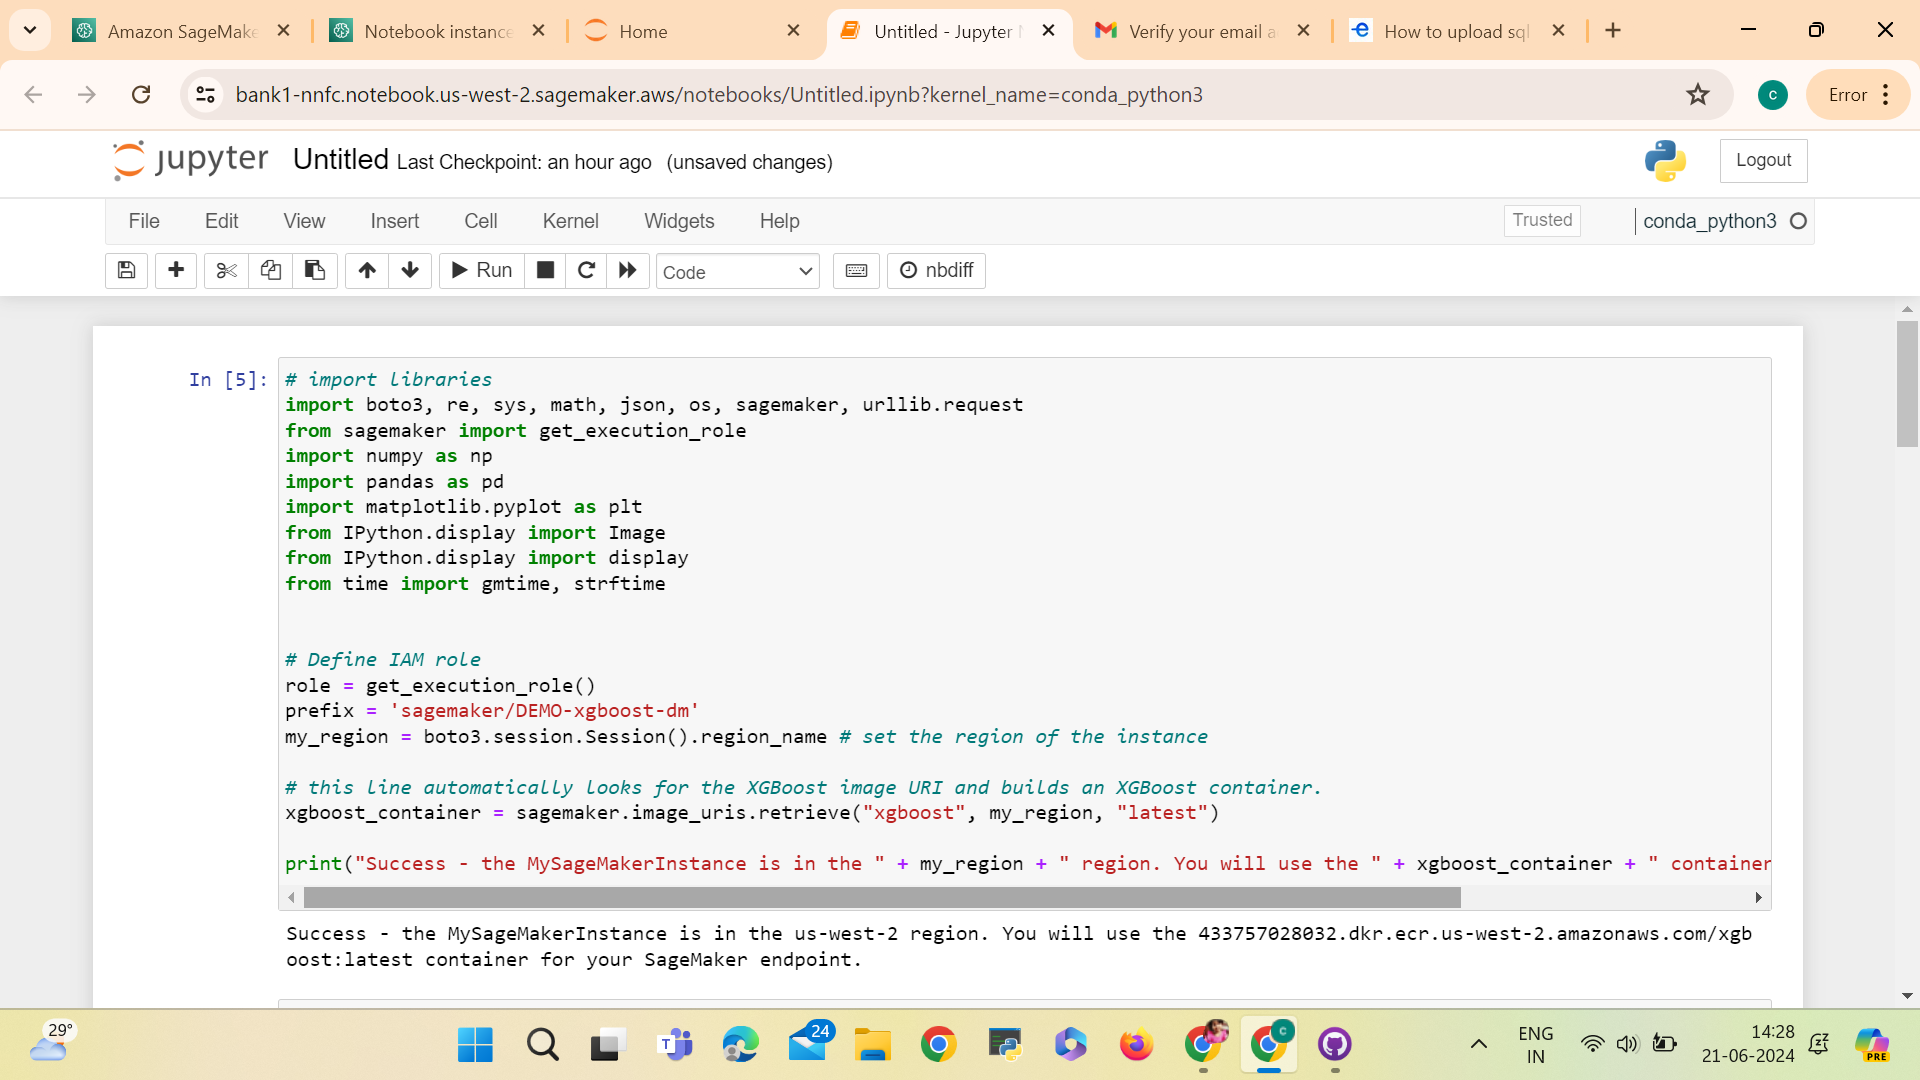 Amazon SageMake
Notebook instance
Home
Untitled - Jupyter N
Verify your email a
How to upload sql
bank1-nnfc.notebook.us-west-2.sagemaker.aws/notebooks/Untitled.ipynb?kernel_name=conda_python3
C
Error
jupyter Untitled Last Checkpoint: an hour ago (unsaved changes)
Logout
File Edit View Insert Cell Kernel Widgets Help
Trusted
conda_python3
Run
Code
nbdiff
In [5]:
# import libraries
import boto3, re, sys, math, json, os, sagemaker, urllib.request
from sagemaker import get_execution_role
import numpy as np
import pandas as pd
import matplotlib.pyplot as plt
from IPython.display import Image
from IPython.display import display
from time import gmtime, strftime
# Define IAM role
role = get_execution_role()
prefix = 'sagemaker/DEMO-xgboost-dm'
my_region = boto3.session.Session().region_name # set the region of the instance
# this line automatically looks for the XGBoost image URI and builds an XGBoost container.
xgboost_container = sagemaker.image_uris.retrieve("xgboost", my_region, "latest")
print("Success - the MySageMakerInstance is in the " + my_region + " region. You will use the " + xgboost_container + " container
Success - the MySageMakerInstance is in the us-west-2 region. You will use the 433757028032.dkr.ecr.us-west-2.amazonaws.com/xgb
oost:latest container for your SageMaker endpoint.
29°
T
24
C
ENG
IN
14:28
21-06-2024
PRE